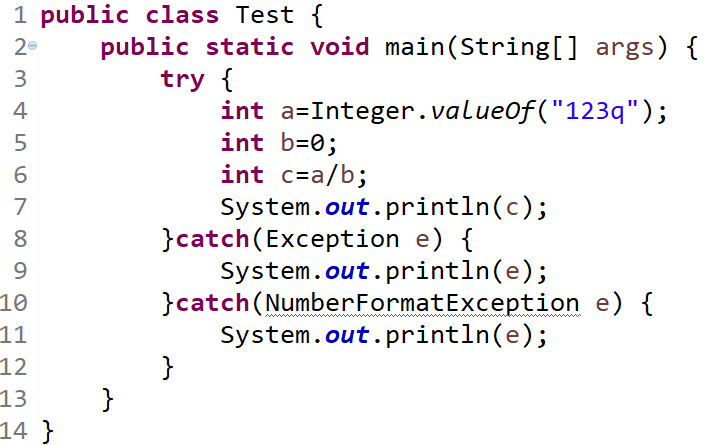 1 public class Test {
2 public static void main(String[] args) {
3 try {
4 int a=Integer.valueOf("123q");
5 int b=0;
6 int c=a/b;
7 System.out.println(c);
8 }catch(Exception e) {
9 System.out.println(e);
10 }catch(NumberFormatException e) {
11 System.out.println(e);
12 }
13 }
14 }